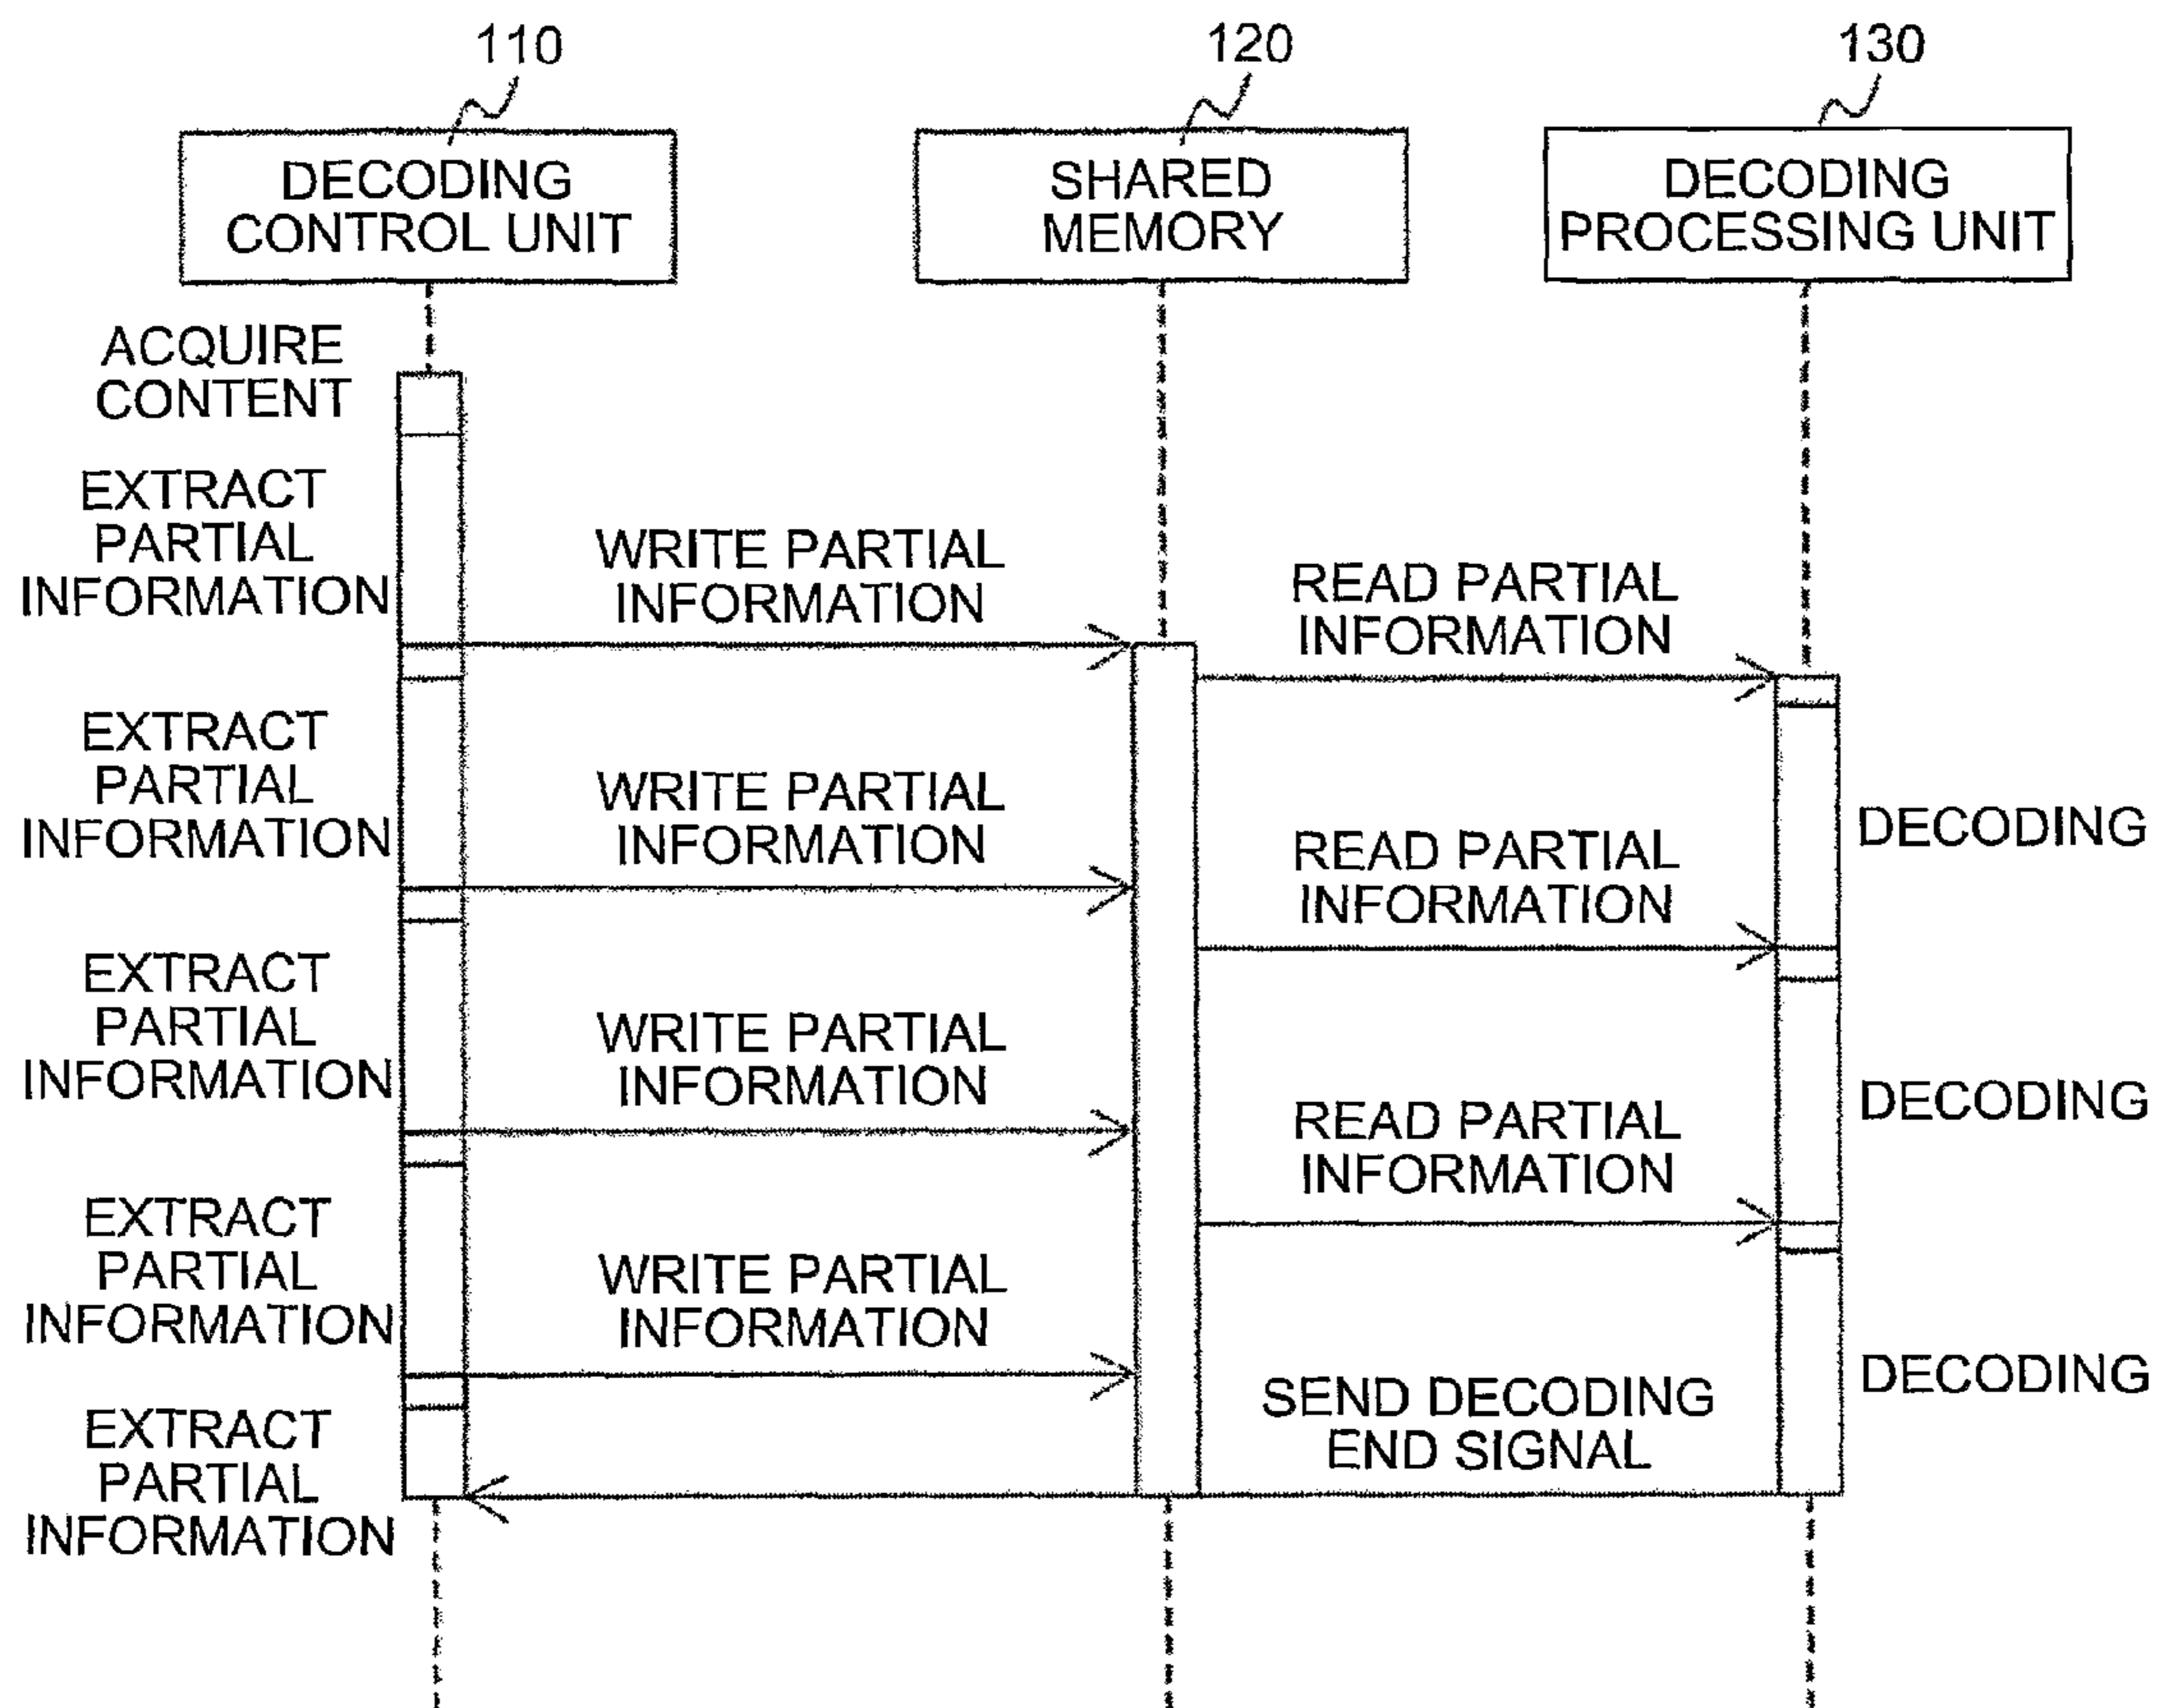 110
120
130
DECODING
CONTROL UNIT
SHARED
MEMORY
DECODING
PROCESSING UNIT
ACQUIRE
CONTENT
EXTRACT
PARTIAL
INFORMATION
WRITE PARTIAL
INFORMATION
READ PARTIAL
INFORMATION
EXTRACT
PARTIAL
INFORMATION
WRITE PARTIAL
INFORMATION
READ PARTIAL
INFORMATION
DECODING
EXTRACT
PARTIAL
INFORMATION
WRITE PARTIAL
INFORMATION
READ PARTIAL
INFORMATION
DECODING
EXTRACT
PARTIAL
INFORMATION
WRITE PARTIAL
INFORMATION
SEND DECODING
END SIGNAL
DECODING
EXTRACT
PARTIAL
INFORMATION